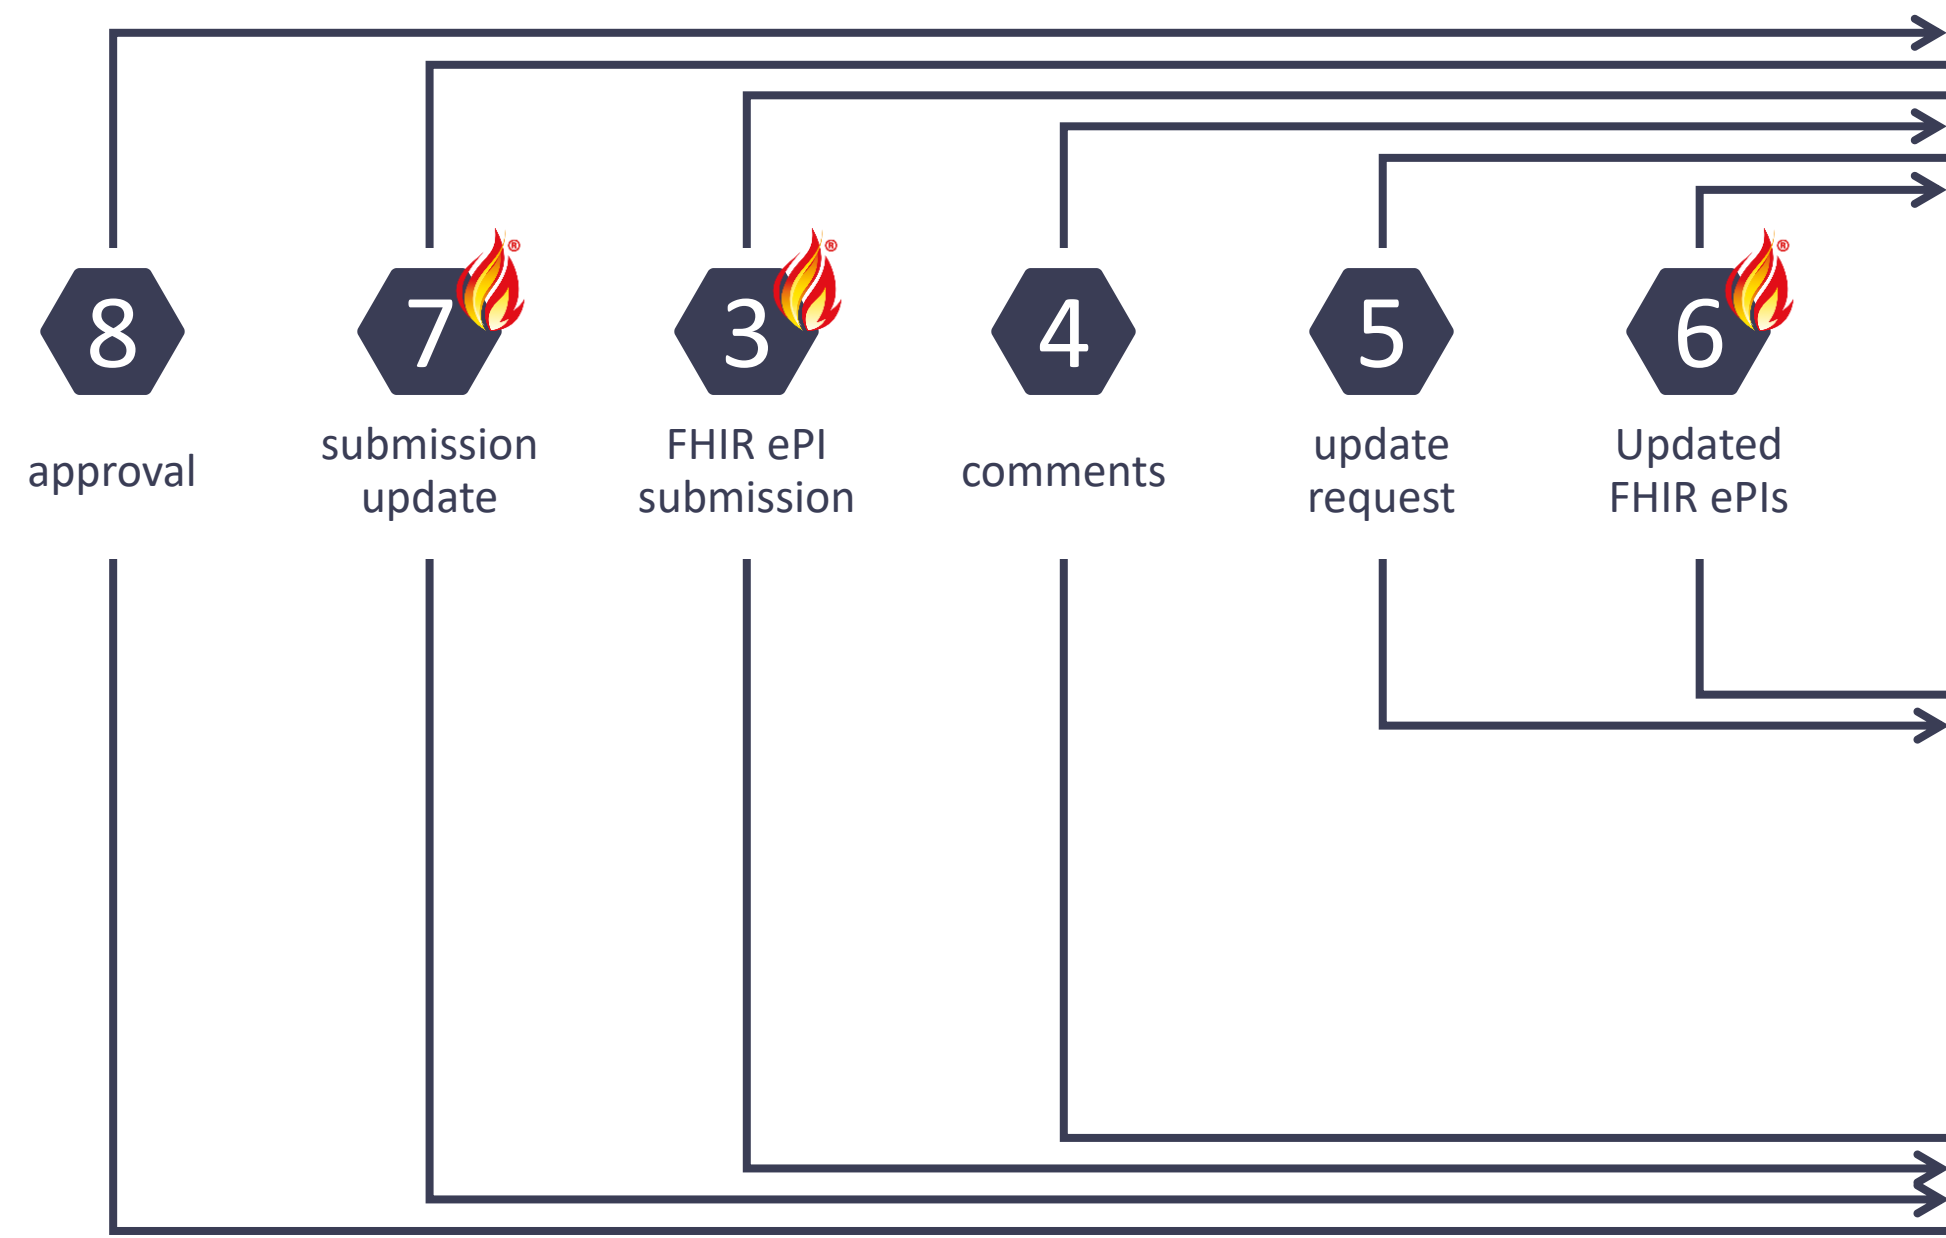 8
approval
7
®
submission
update
3
®
FHIR ePI
submission
4
comments
5
update
request
6
®
Updated
FHIR ePIs